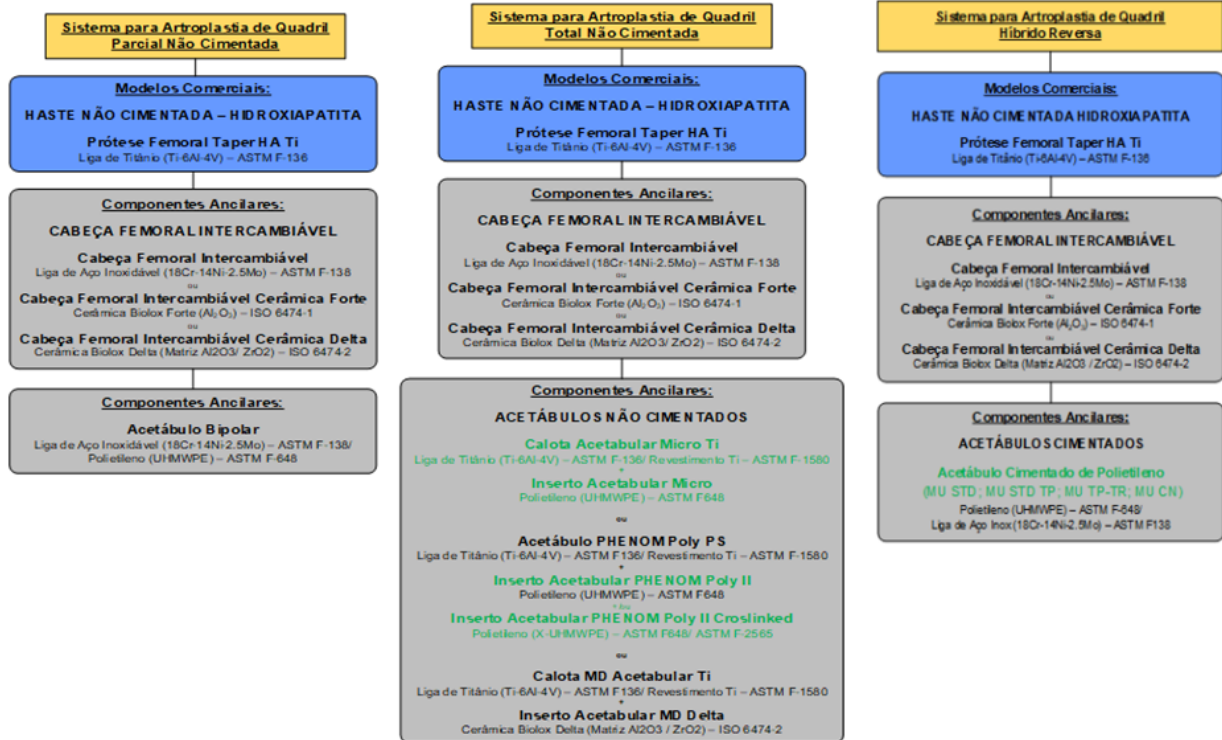 Sistema para Artroplastia de Quadril
Parcial Não Cimentada
Modelos Comerciais:
HASTE NÃO CIMENTADA – HIDROXIAPATITA
Prótese Femoral Taper HA Ti
Liga de Titânio (Ti-6Al-4V) – ASTM F-136
Componentes Ancilares:
CABEÇA FEMORAL INTERCAMBIÁVEL
Cabeça Femoral Intercambiável
Liga de Aço Inoxidável (18Cr-14Ni-2.5Mo) – ASTM F-138
ou
Cabeça Femoral Intercambiável Cerâmica Forte
Cerâmica Biolox Forte (Al₂O₃) – ISO 6474-1
ou
Cabeça Femoral Intercambiável Cerâmica Delta
Cerâmica Biolox Delta (Matriz Al2O3/ ZrO2) – ISO 6474-2
Componentes Ancilares:
Acetábulo Bipolar
Liga de Aço Inoxidável (18Cr-14Ni-2.5Mo) – ASTM F-138/
Polietileno (UHMWPE) – ASTM F-648
Sistema para Artroplastia de Quadril
Total Não Cimentada
Modelos Comerciais:
HASTE NÃO CIMENTADA – HIDROXIAPATITA
Prótese Femoral Taper HA Ti
Liga de Titânio (Ti-6Al-4V) – ASTM F-136
Componentes Ancilares:
CABEÇA FEMORAL INTERCAMBIÁVEL
Cabeça Femoral Intercambiável
Liga de Aço Inoxidável (18Cr-14Ni-2.5Mo) – ASTM F-138
ou
Cabeça Femoral Intercambiável Cerâmica Forte
Cerâmica Biolox Forte (Al₂O₃) – ISO 6474-1
ou
Cabeça Femoral Intercambiável Cerâmica Delta
Cerâmica Biolox Delta (Matriz Al2O3/ ZrO2) – ISO 6474-2
Componentes Ancilares:
ACETÁBULOS NÃO CIMENTADOS
Calota Acetabular Micro Ti
Liga de Titânio (Ti-6Al-4V) – ASTM F-136/ Revestimento Ti – ASTM F-1580
+
Inserto Acetabular Micro
Polietileno (UHMWPE) – ASTM F648
ou
Acetábulo PHENOM Poly PS
Liga de Titânio (Ti-6Al-4V) – ASTM F136/ Revestimento Ti – ASTM F-1580
+
Inserto Acetabular PHENOM Poly II
Polietileno (UHMWPE) – ASTM F648
Inserto Acetabular PHENOM Poly II Croslinked
Polietileno (X-UHMWPE) – ASTM F648/ ASTM F-2565
ou
Calota MD Acetabular Ti
Liga de Titânio (Ti-6Al-4V) – ASTM F136/ Revestimento Ti – ASTM F-1580
+
Inserto Acetabular MD Delta
Cerâmica Biolox Delta (Matriz Al2O3 / ZrO2) – ISO 6474-2
Sistema para Artroplastia de Quadril
Híbrido Reversa
Modelos Comerciais:
HASTE NÃO CIMENTADA HIDROXIAPATITA
Prótese Femoral Taper HA Ti
Liga de Titânio (Ti-6Al-4V) – ASTM F-136
Componentes Ancilares:
CABEÇA FEMORAL INTERCAMBIÁVEL
Cabeça Femoral Intercambiável
Liga de Aço Inoxidável (18Cr-14Ni-2.5Mo) – ASTM F-138
ou
Cabeça Femoral Intercambiável Cerâmica Forte
Cerâmica Biolox Forte (Al₂O₃) – ISO 6474-1
ou
Cabeça Femoral Intercambiável Cerâmica Delta
Cerâmica Biolox Delta (Matriz Al2O3 / ZrO2) – ISO 6474-2
Componentes Ancilares:
ACETÁBULOS CIMENTADOS
Acetábulo Cimentado de Polietileno
(MU STD; MU STD TP; MU TP-TR; MU CN)
Polietileno (UHMWPE) – ASTM F-648/
Liga de Aço Inox (18Cr-14Ni-2.5Mo) – ASTM F138